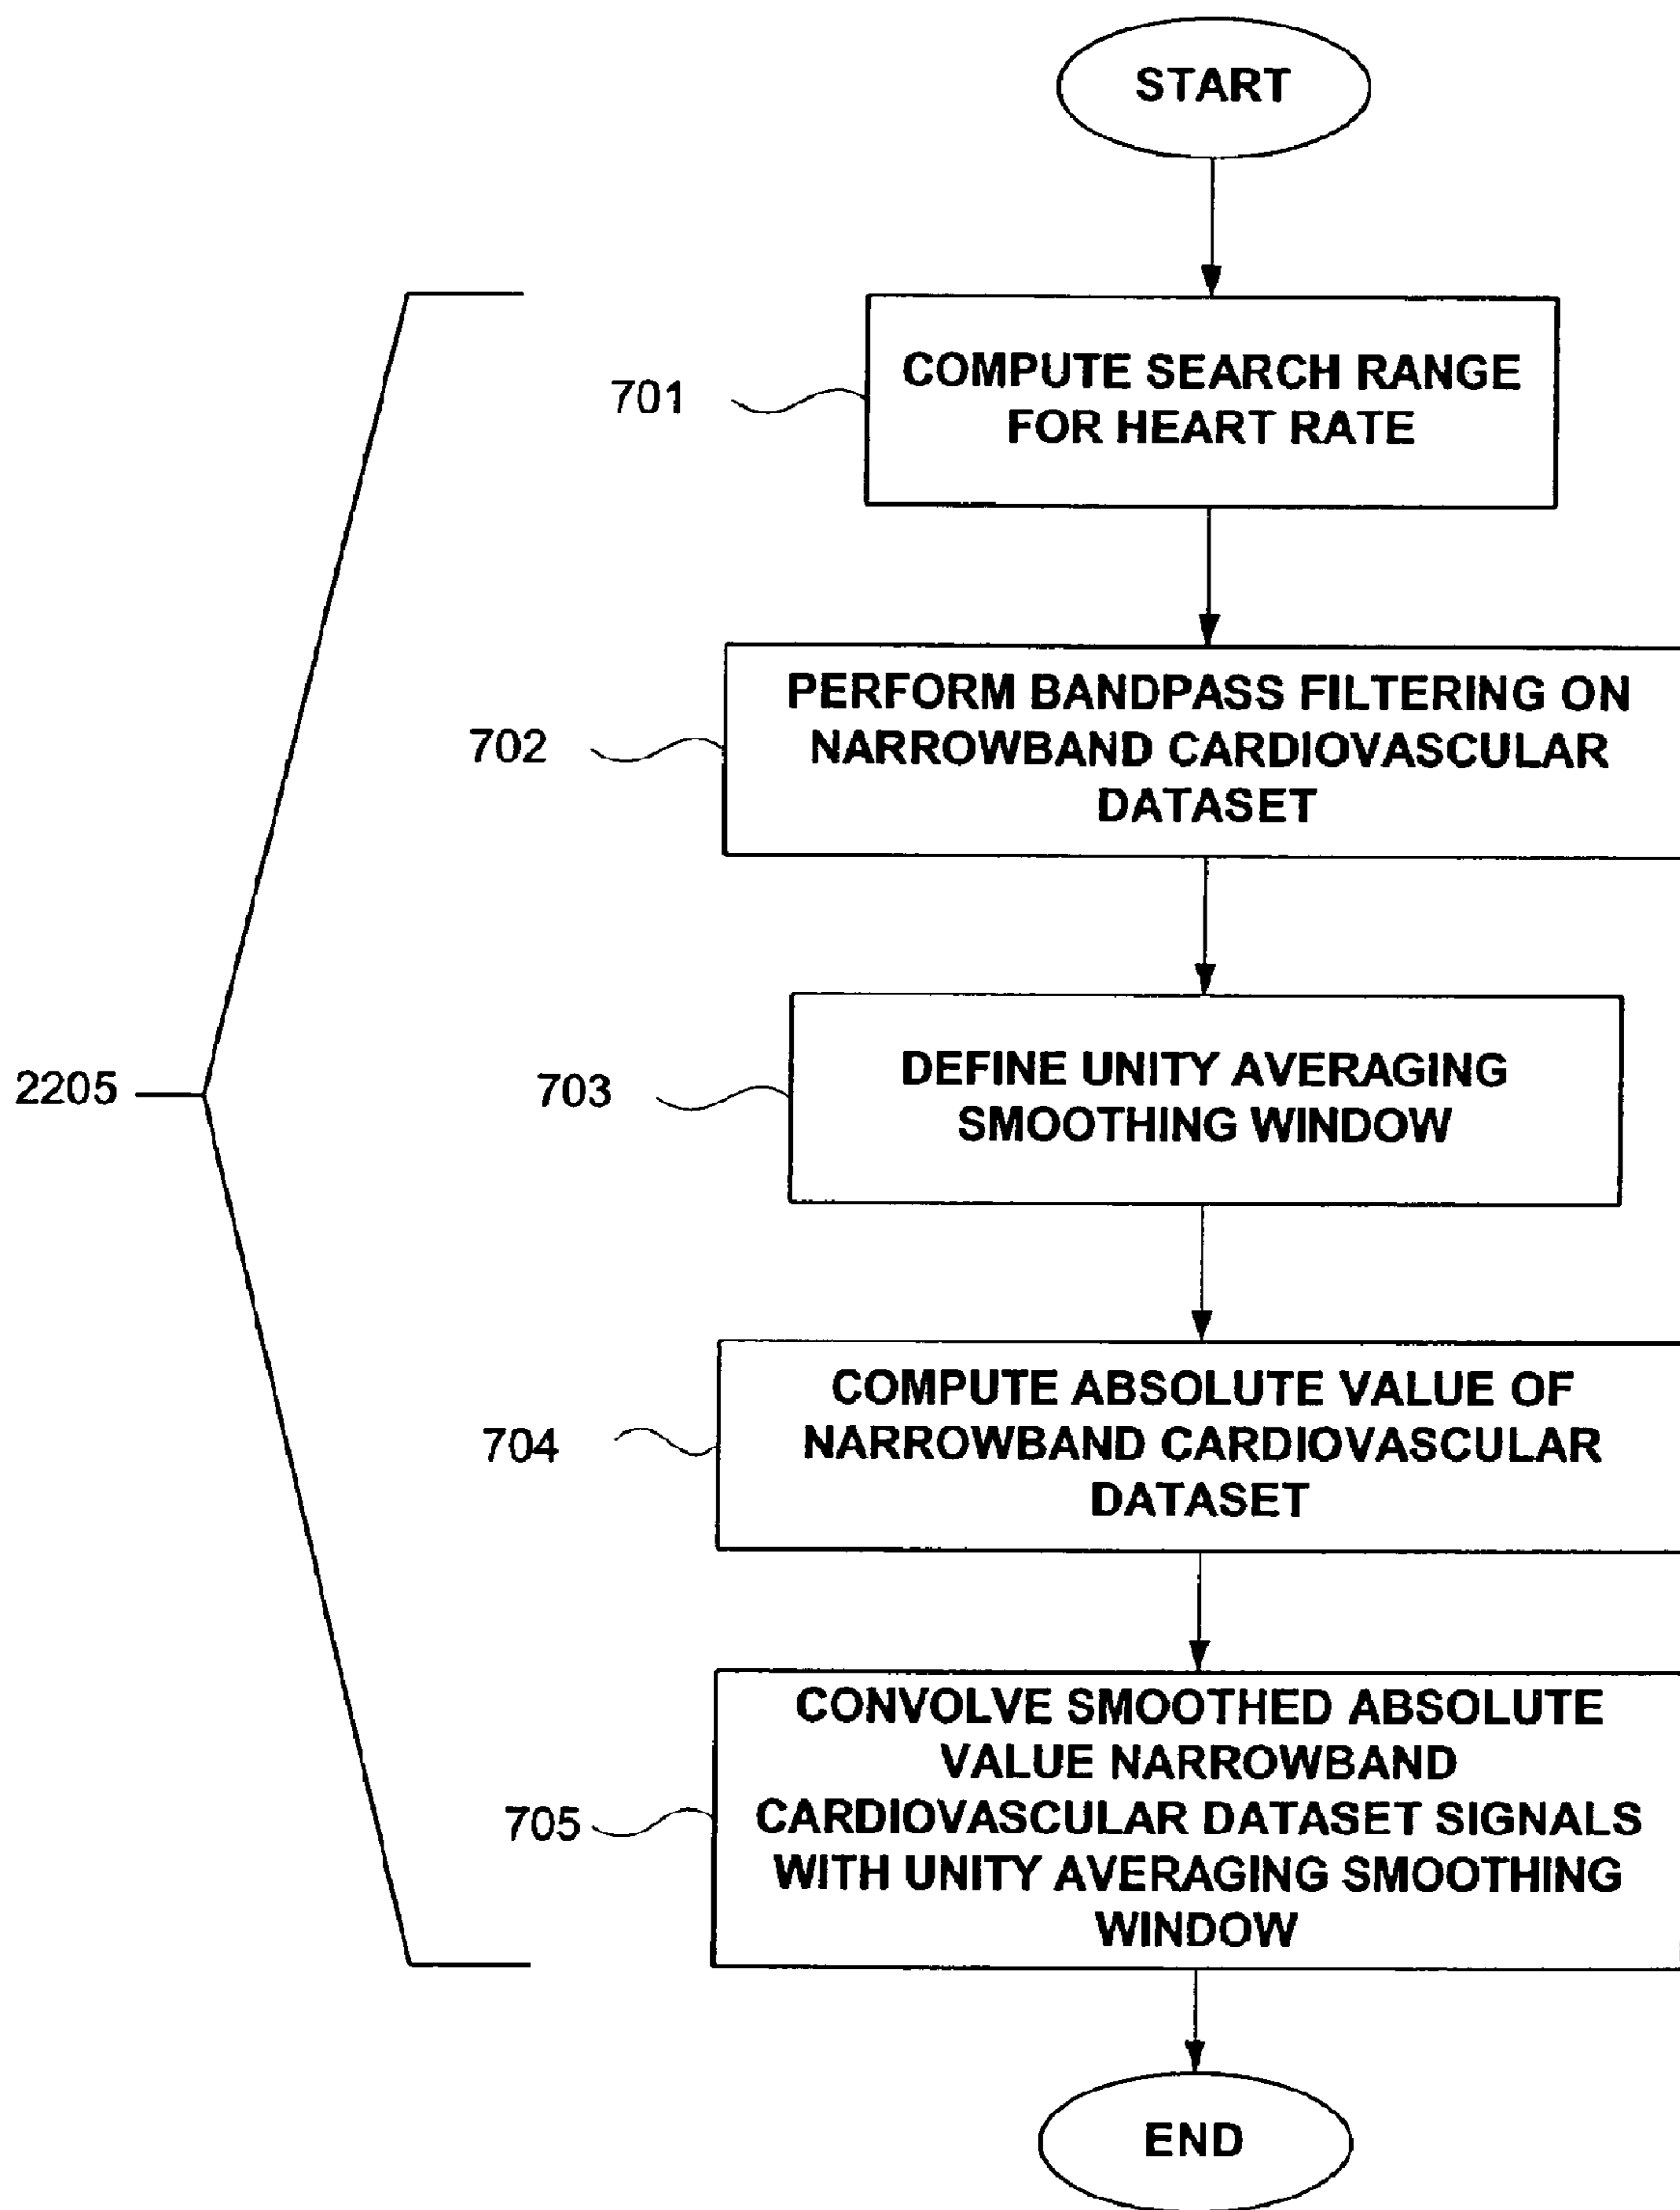 START
COMPUTE SEARCH RANGE
FOR HEART RATE
701
PERFORM BANDPASS FILTERING ON
NARROWBAND CARDIOVASCULAR
DATASET
702
2205
DEFINE UNITY AVERAGING
SMOOTHING WINDOW
703
COMPUTE ABSOLUTE VALUE OF
NARROWBAND CARDIOVASCULAR
DATASET
704
CONVOLVE SMOOTHED ABSOLUTE
VALUE NARROWBAND
CARDIOVASCULAR DATASET SIGNALS
WITH UNITY AVERAGING SMOOTHING
WINDOW
705
END